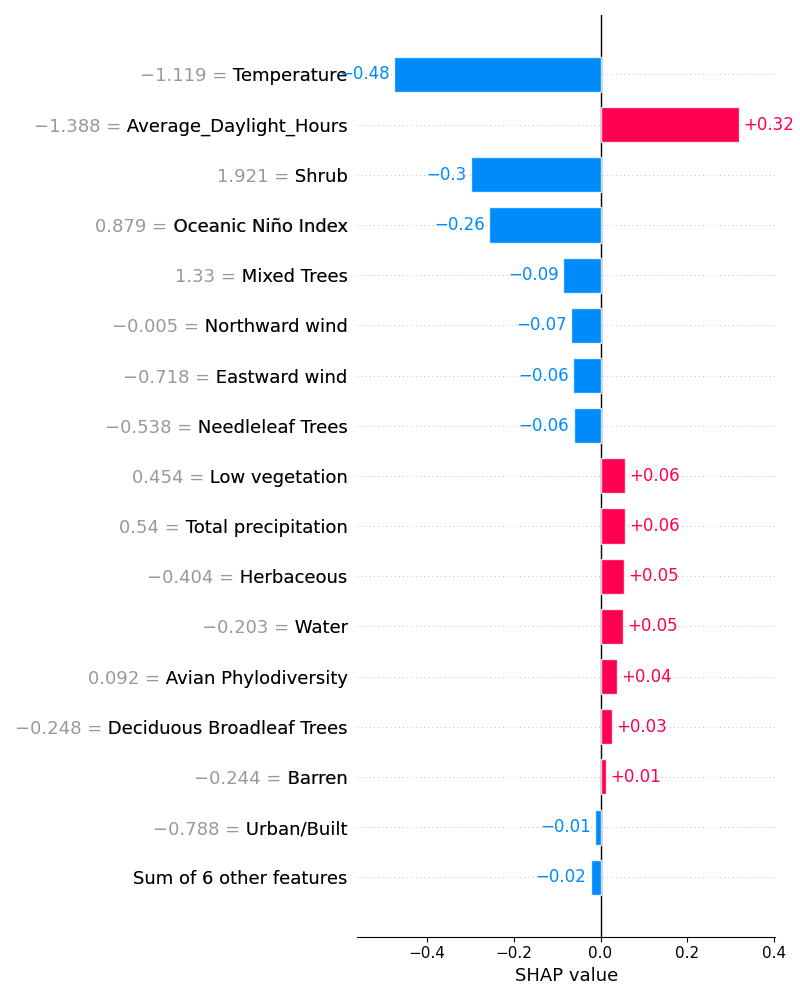 −1.119 = Temperature −0.48
−1.388 = Average_Daylight_Hours +0.32
1.921 = Shrub −0.3
0.879 = Oceanic Niño Index −0.26
1.33 = Mixed Trees −0.09
−0.005 = Northward wind −0.07
−0.718 = Eastward wind −0.06
−0.538 = Needleleaf Trees −0.06
0.454 = Low vegetation +0.06
0.54 = Total precipitation +0.06
−0.404 = Herbaceous +0.05
−0.203 = Water +0.05
0.092 = Avian Phylodiversity +0.04
−0.248 = Deciduous Broadleaf Trees +0.03
−0.244 = Barren +0.01
−0.788 = Urban/Built −0.01
Sum of 6 other features −0.02
−0.4 −0.2 0.0 0.2 0.4
SHAP value